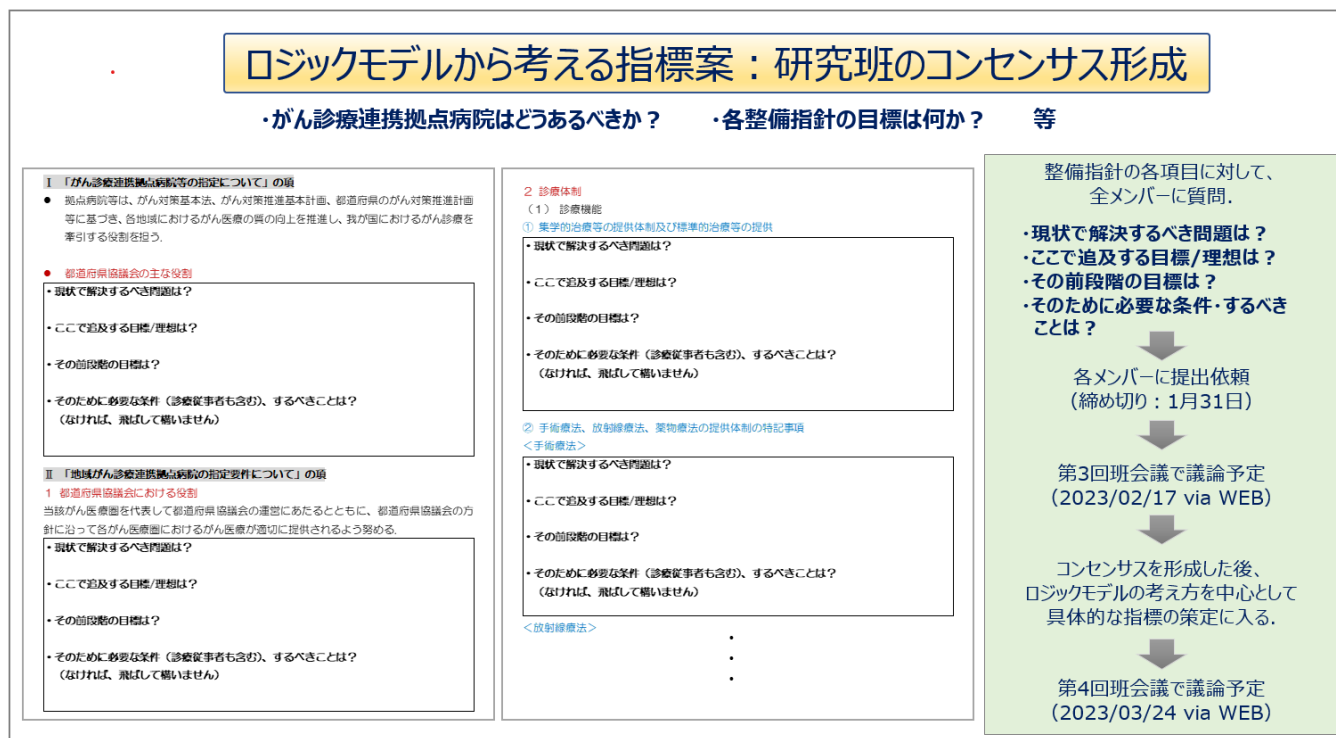 ロジックモデルから考える指標案：研究班のコンセンサス形成
・がん診療連携拠点病院はどうあるべきか？　・各整備指針の目標は何か？　等
Ⅰ 「がん診療連携拠点病院等の指定について」の項
● 拠点病院等は、がん対策基本法、がん対策推進基本計画、都道府県のがん対策推進計画
等に基づき、各地域におけるがん医療の質の向上を推進し、我が国におけるがん診療を
牽引する役割を担う.
● 都道府県協議会の主な役割
・現状で解決するべき問題は？
・ここで追及する目標/理想は？
・その前段階の目標は？
・そのために必要な条件（診療従事者も含む）、するべきことは？
（なければ、飛ばして構いません）
Ⅱ 「地域がん診療連携拠点病院の指定要件について」の項
1 都道府県協議会における役割
当該がん医療圏を代表して都道府県協議会の運営にあたるとともに、都道府県協議会の方
針に沿って各がん医療圏におけるがん医療が適切に提供されるよう努める.
・現状で解決するべき問題は？
・ここで追及する目標/理想は？
・その前段階の目標は？
・そのために必要な条件（診療従事者も含む）、するべきことは？
（なければ、飛ばして構いません）
2 診療体制
（1） 診療機能
① 集学的治療等の提供体制及び標準的治療等の提供
・現状で解決するべき問題は？
・ここで追及する目標/理想は？
・その前段階の目標は？
・そのために必要な条件（診療従事者も含む）、するべきことは？
（なければ、飛ばして構いません）
② 手術療法、放射線療法、薬物療法の提供体制の特記事項
＜手術療法＞
・現状で解決するべき問題は？
・ここで追及する目標/理想は？
・その前段階の目標は？
・そのために必要な条件（診療従事者も含む）、するべきことは？
（なければ、飛ばして構いません）
＜放射線療法＞
・
・
・
整備指針の各項目に対して、
全メンバーに質問.
・現状で解決するべき問題は？
・ここで追及する目標/理想は？
・その前段階の目標は？
・そのために必要な条件・するべき
ことは？
各メンバーに提出依頼
（締め切り：1月31日）
第3回班会議で議論予定
（2023/02/17 via WEB）
コンセンサスを形成した後、
ロジックモデルの考え方を中心として
具体的な指標の策定に入る.
第4回班会議で議論予定
（2023/03/24 via WEB）